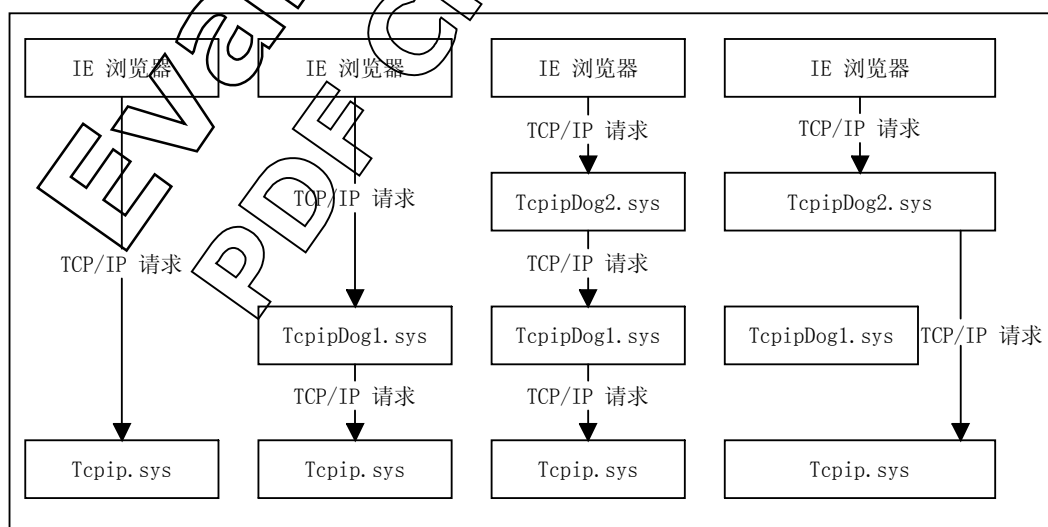 IE 浏览器
TCP/IP 请求
Tcpip.sys
IE 浏览器
TCP/IP 请求
TcpipDog1.sys
TCP/IP 请求
Tcpip.sys
IE 浏览器
TCP/IP 请求
TcpipDog2.sys
TCP/IP 请求
TcpipDog1.sys
TCP/IP 请求
Tcpip.sys
IE 浏览器
TCP/IP 请求
TcpipDog2.sys
TcpipDog1.sys
TCP/IP 请求
Tcpip.sys
Eva
PDF